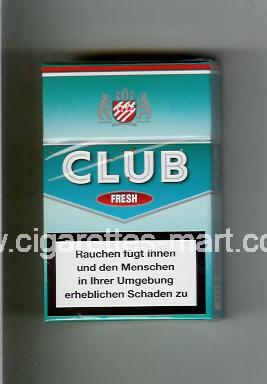 CLUB
FRESH
www.cigarettes-mart.com
Rauchen fügt ihnen
und den Menschen
in Ihrer Umgebung
erheblichen Schaden zu